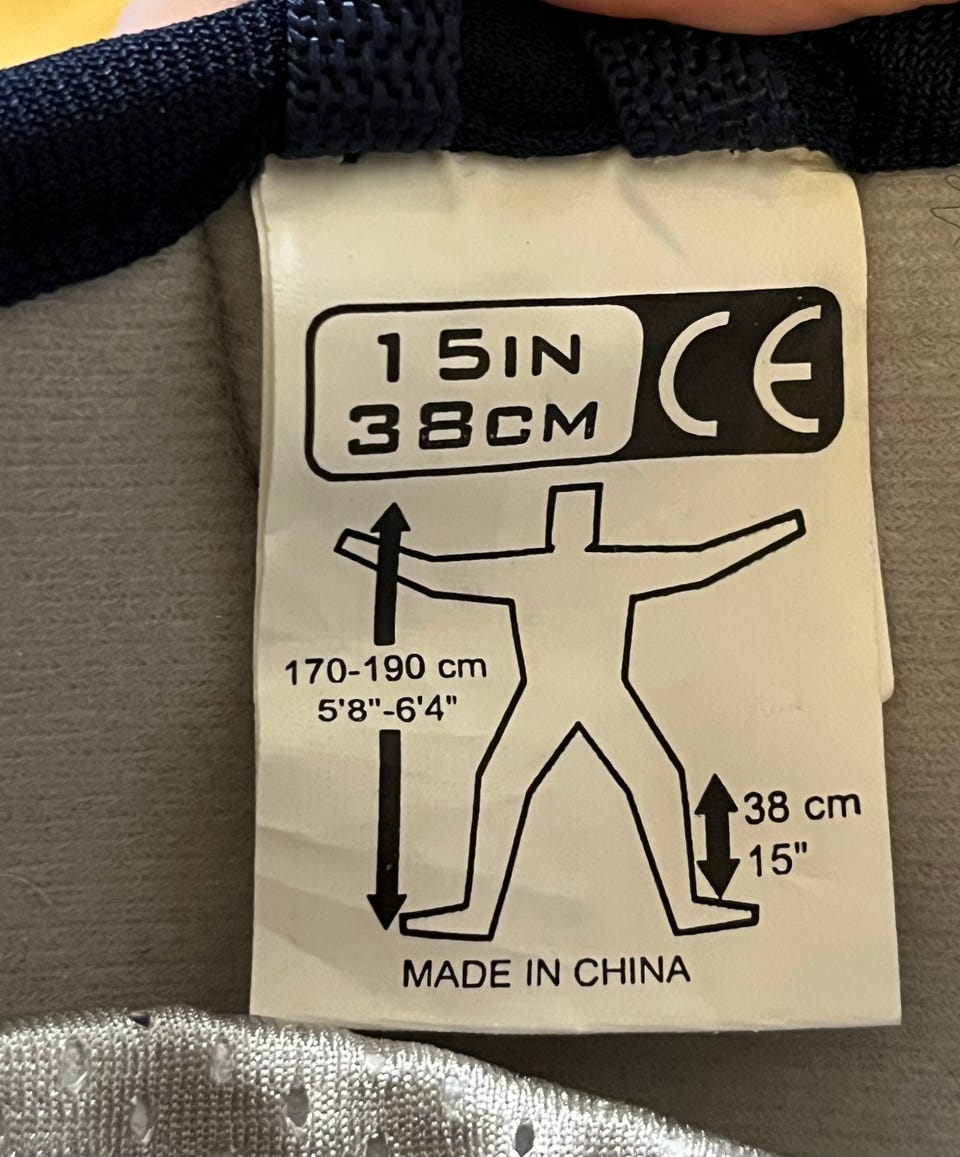 15IN
38CM
CE
170-190 cm
5'8"-6'4"
38 cm
15"
MADE IN CHINA